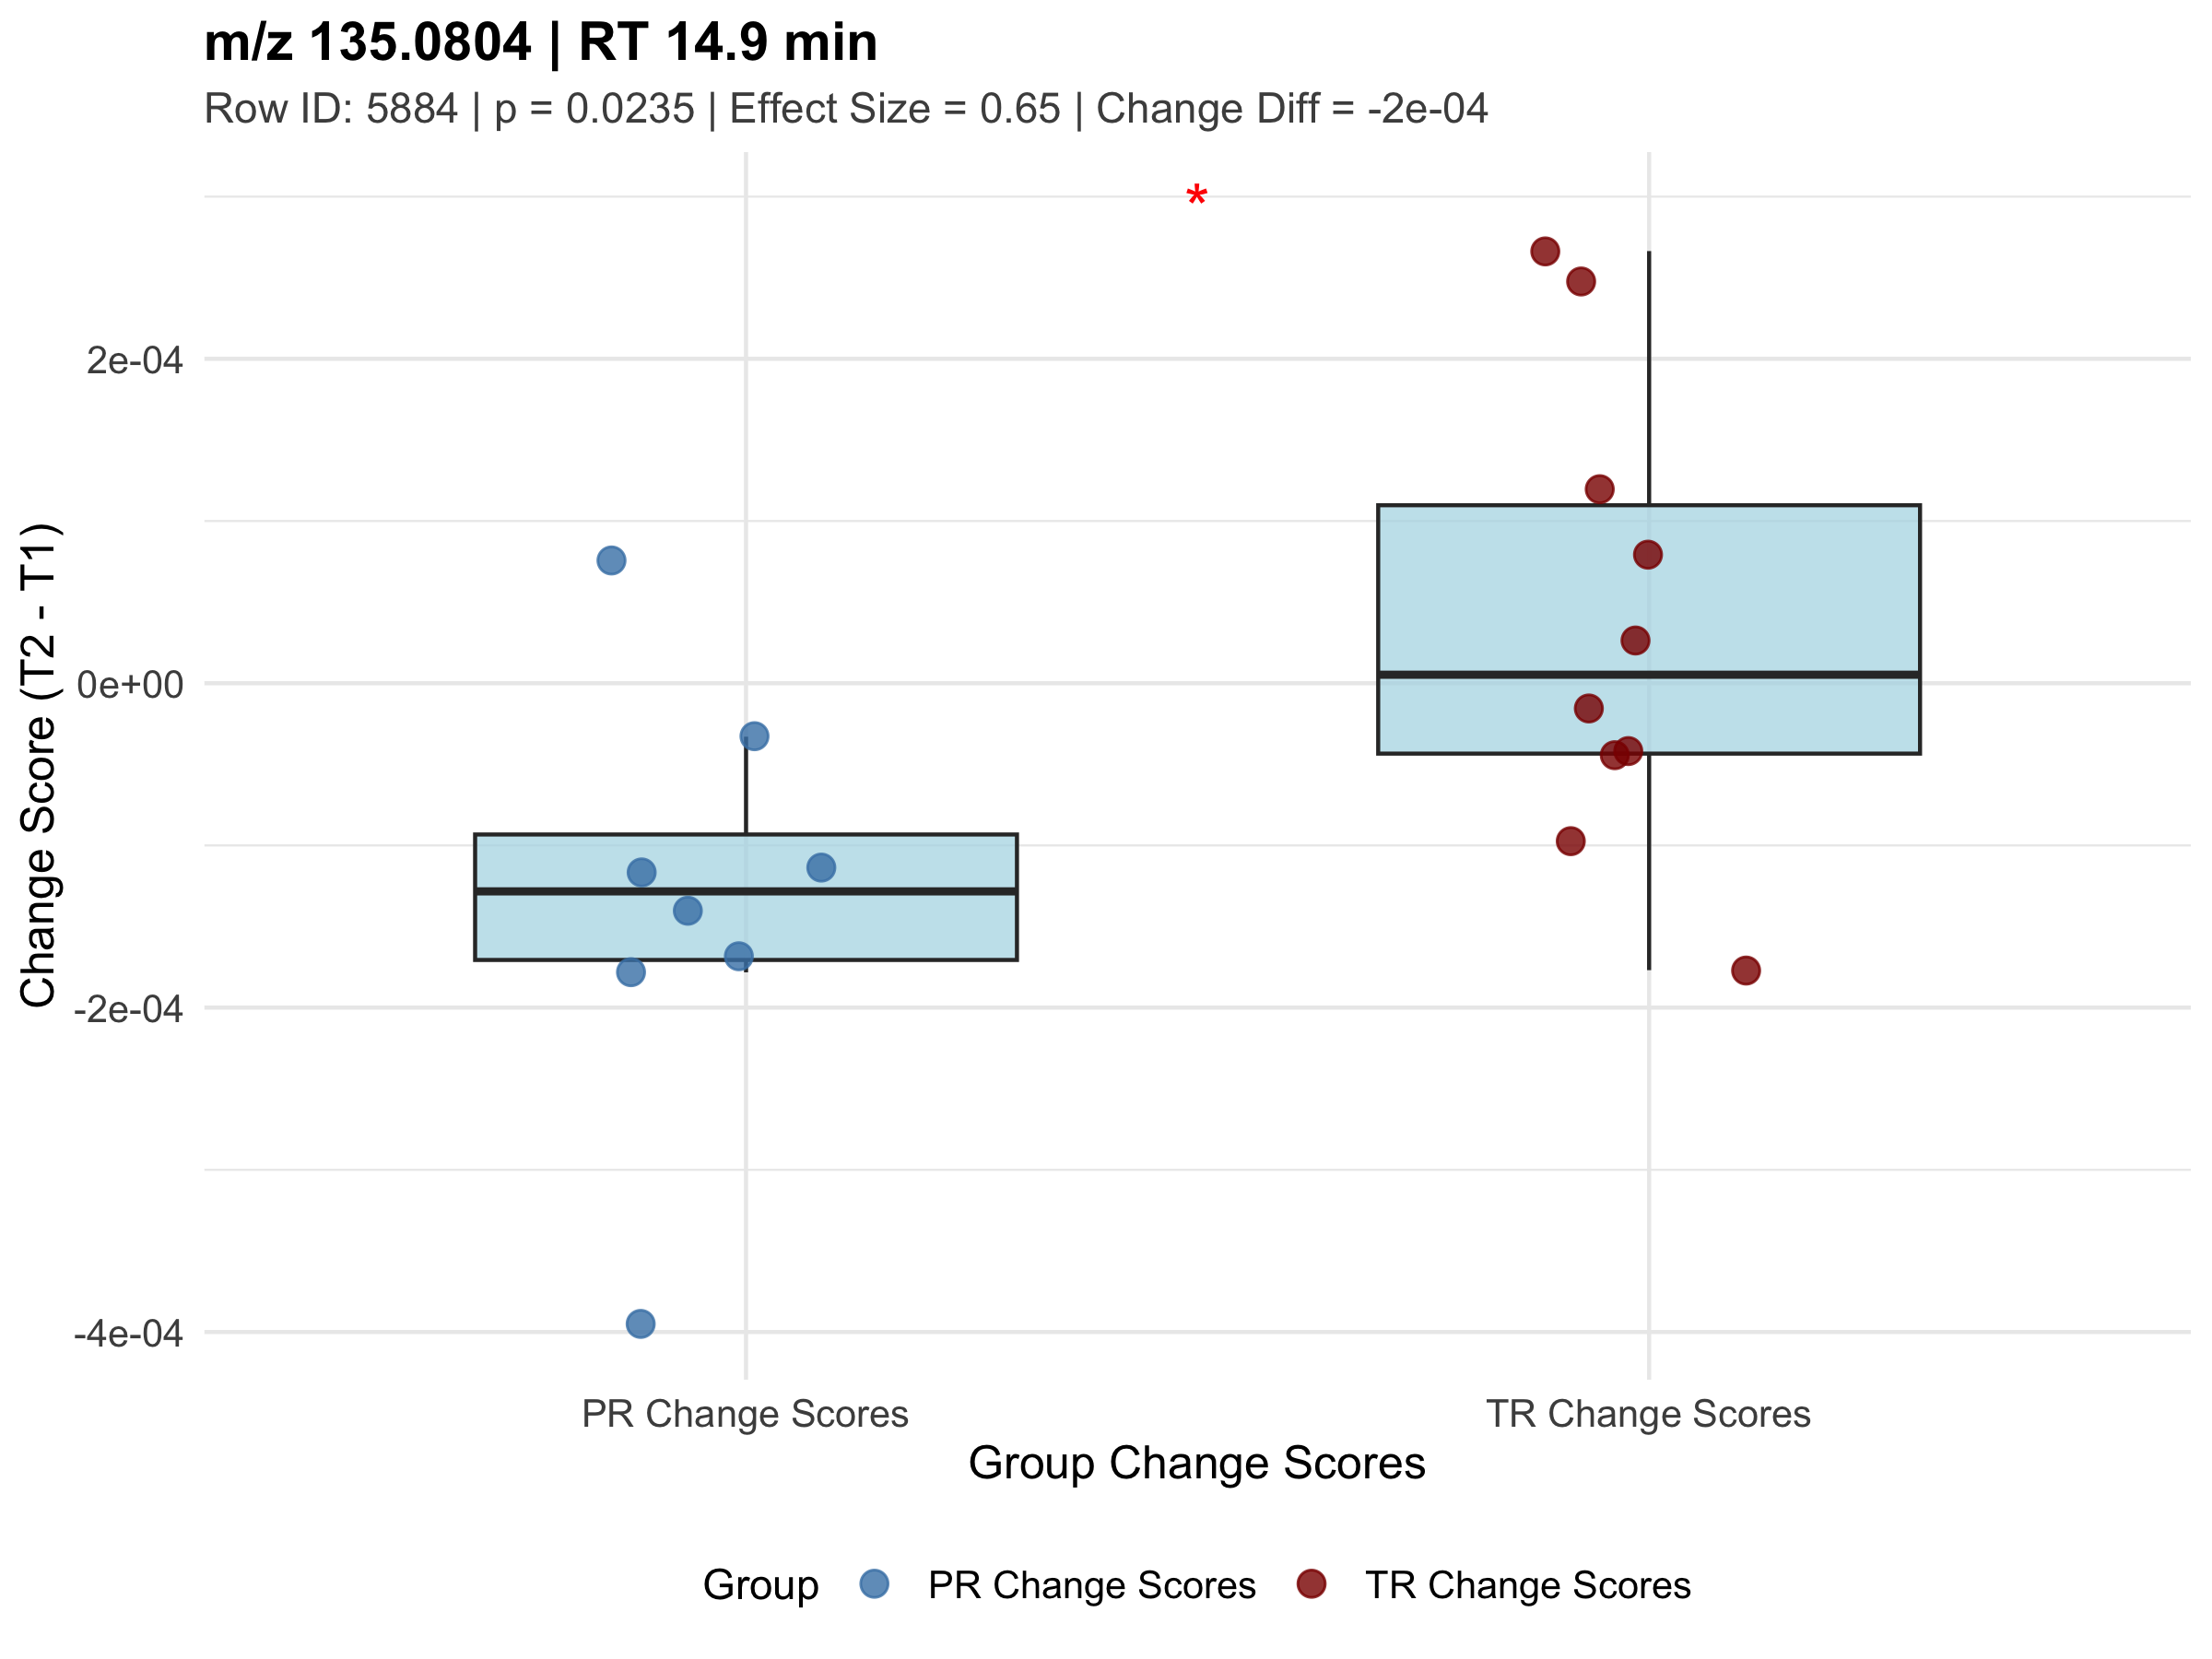 m/z 135.0804 | RT 14.9 min
Row ID: 5884 | p = 0.0235 | Effect Size = 0.65 | Change Diff = -2e-04
*
Change Score (T2 - T1)
2e-04
0e+00
-2e-04
-4e-04
PR Change Scores
TR Change Scores
Group Change Scores
Group
PR Change Scores
TR Change Scores